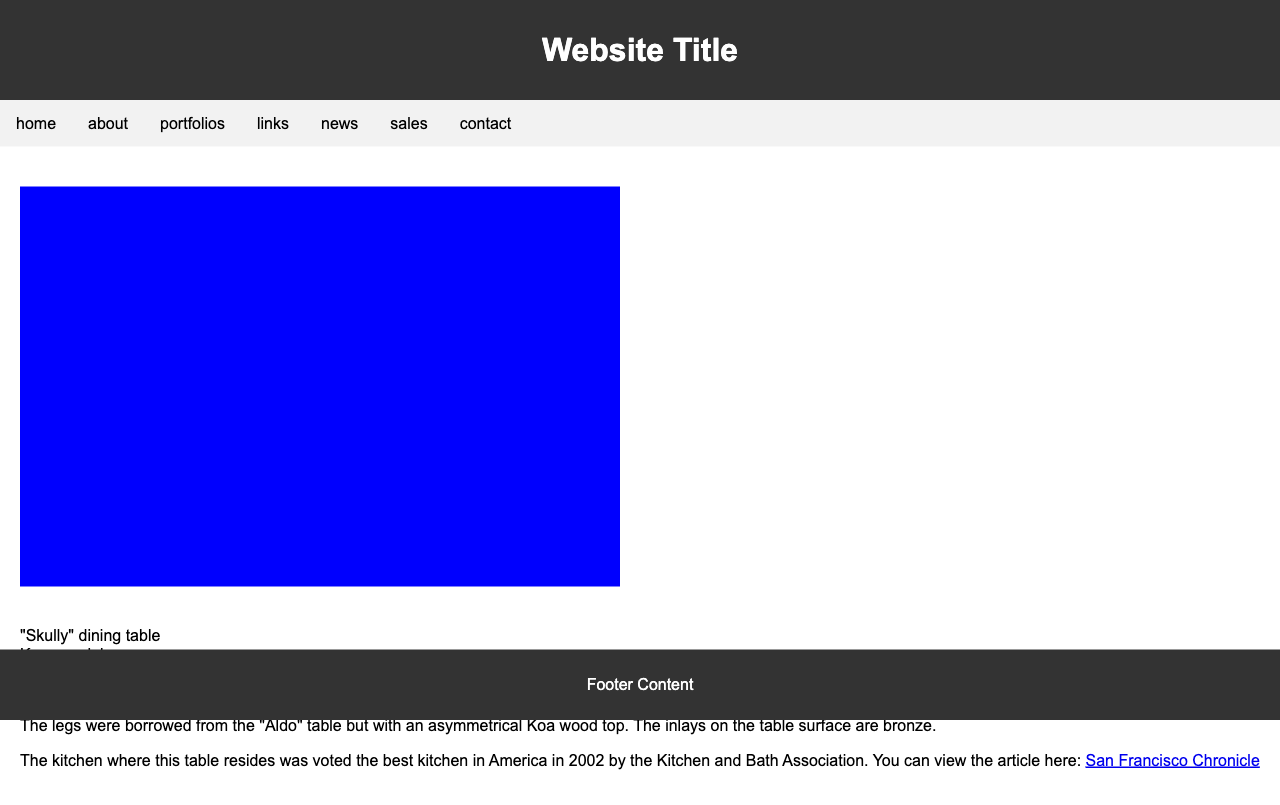 Website Title
home about portfolios links news sales contact
"Skully" dining table
Footer Content
The legs were borrowed from the "Aldo" table but with an asymmetrical Koa wood top. The inlays on the table surface are bronze.
The kitchen where this table resides was voted the best kitchen in America in 2002 by the Kitchen and Bath Association. You can view the article here: San Francisco Chronicle